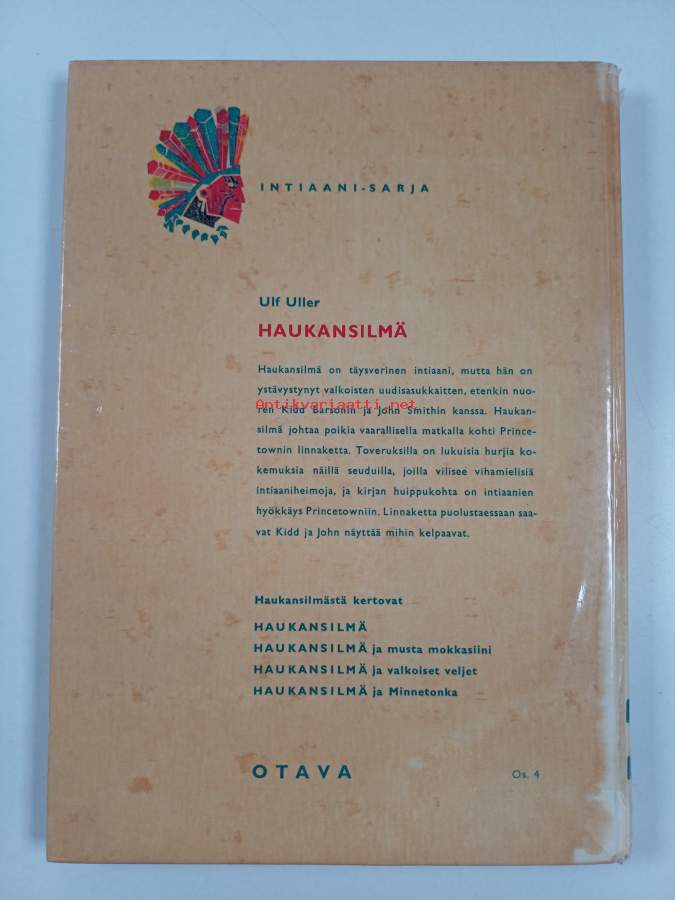 INTIAANI-SARJA
Ulf Uller
HAUKANSILMÄ
Haukansilmä on täysverinen intiaani, mutta hän on
ystävystynyt valkoisten uudisasukkaitten, etenkin nuo-
ren Kidd Barsonin ja John Smithin kanssa. Haukan-
Antikvariaatti.net
silmä johtaa poikia vaarallisella matkalla kohti Prince-
townin linnaketta. Toveruksilla on lukuisia hurjia ko-
kemuksia näillä seuduilla, joilla vilisee vihamielisiä
intiaaniheimoja, ja kirjan huippukohta on intiaanien
hyökkäys Princetowniin. Linnaketta puolustaessaan saa-
vat Kidd ja John näyttää mihin kelpaavat.
Haukansilmästä kertovat
HAUKANSILMÄ
HAUKANSILMÄ ja musta mokkasiini
HAUKANSILMÄ ja valkoiset veljet
HAUKANSILMÄ ja Minnetonka
OTAVA
Os. 4